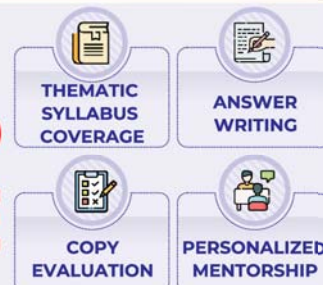 THEMATIC
SYLLABUS
COVERAGE
ANSWER
WRITING
COPY
EVALUATION
PERSONALIZED
MENTORSHIP